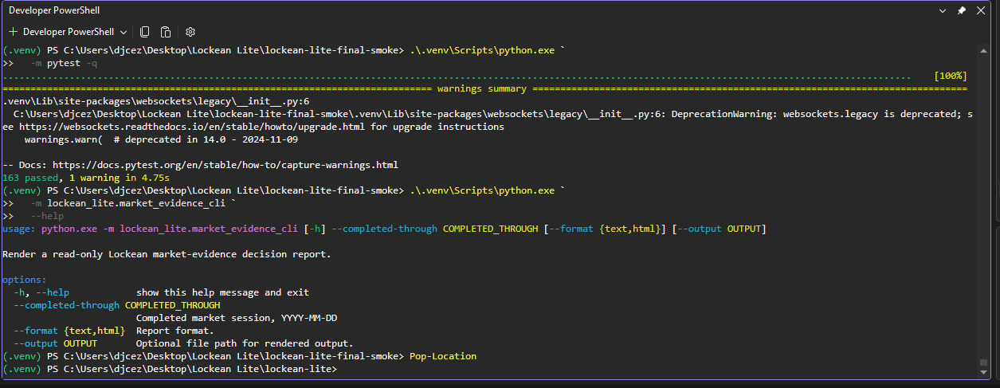 Developer PowerShell
+ Developer PowerShell
(.venv) PS C:\Users\djcez\Desktop\Lockean Lite\lockean-lite-final-smoke> .\.venv\Scripts\python.exe `
>>   -m pytest -q
................................................................................................................................................................... [100%]
============================================================================= warnings summary ==============================================================================
.venv\Lib\site-packages\websockets\legacy\__init__.py:6
  C:\Users\djcez\Desktop\Lockean Lite\lockean-lite-final-smoke\.venv\Lib\site-packages\websockets\legacy\__init__.py:6: DeprecationWarning: websockets.legacy is deprecated; s
ee https://websockets.readthedocs.io/en/stable/howto/upgrade.html for upgrade instructions
    warnings.warn(  # deprecated in 14.0 - 2024-11-09
-- Docs: https://docs.pytest.org/en/stable/how-to/capture-warnings.html
163 passed, 1 warning in 4.75s
(.venv) PS C:\Users\djcez\Desktop\Lockean Lite\lockean-lite-final-smoke> .\.venv\Scripts\python.exe `
>>   -m lockean_lite.market_evidence_cli `
>>   --help
usage: python.exe -m lockean_lite.market_evidence_cli [-h] --completed-through COMPLETED_THROUGH [--format {text,html}] [--output OUTPUT]
Render a read-only Lockean market-evidence decision report.
options:
  -h, --help            show this help message and exit
  --completed-through COMPLETED_THROUGH
                        Completed market session, YYYY-MM-DD
  --format {text,html}  Report format.
  --output OUTPUT       Optional file path for rendered output.
(.venv) PS C:\Users\djcez\Desktop\Lockean Lite\lockean-lite-final-smoke> Pop-Location
(.venv) PS C:\Users\djcez\Desktop\Lockean Lite\lockean-lite>